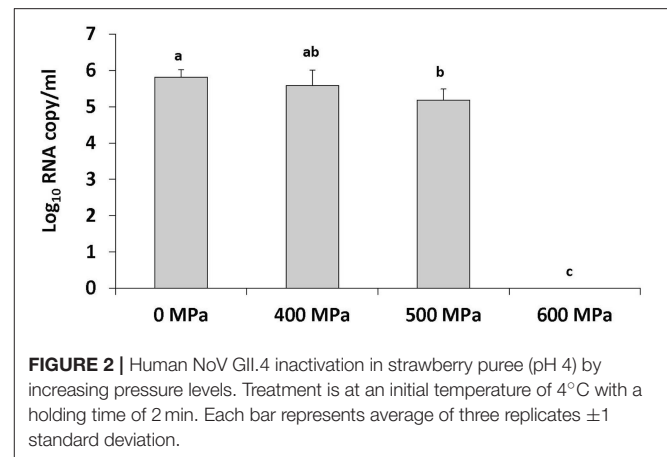 7
a
ab
6
b
5
4
3
2
1
0
c
Log₁₀ RNA copy/ml
0 MPa 400 MPa 500 MPa 600 MPa
FIGURE 2 | Human NoV GII.4 inactivation in strawberry puree (pH 4) by
increasing pressure levels. Treatment is at an initial temperature of 4°C with a
holding time of 2 min. Each bar represents average of three replicates ±1
standard deviation.